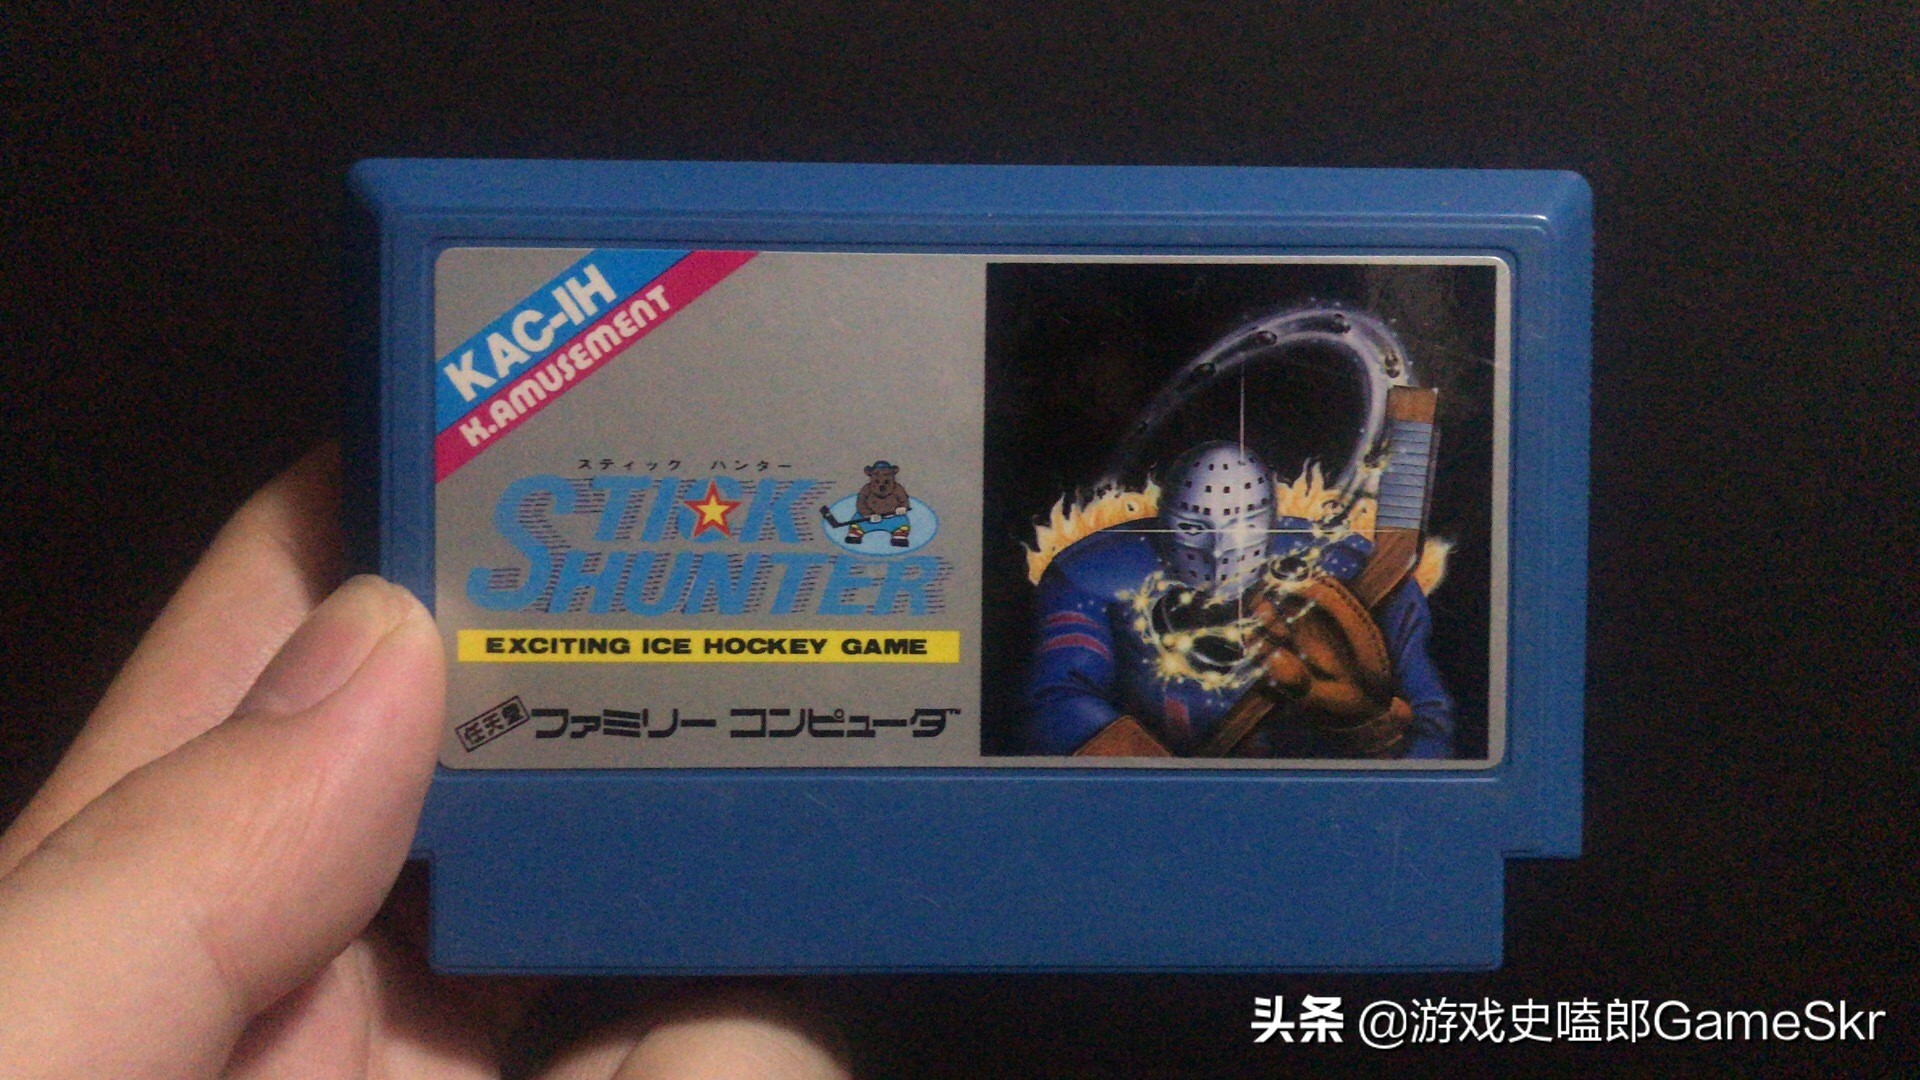 KAC-IH
K.AMUSEMENT
スティック ハンター
STICK
HUNTER
EXCITING ICE HOCKEY GAME
任天堂 ファミリー コンピュータ™
头条 @游戏史嗑郎GameSkr